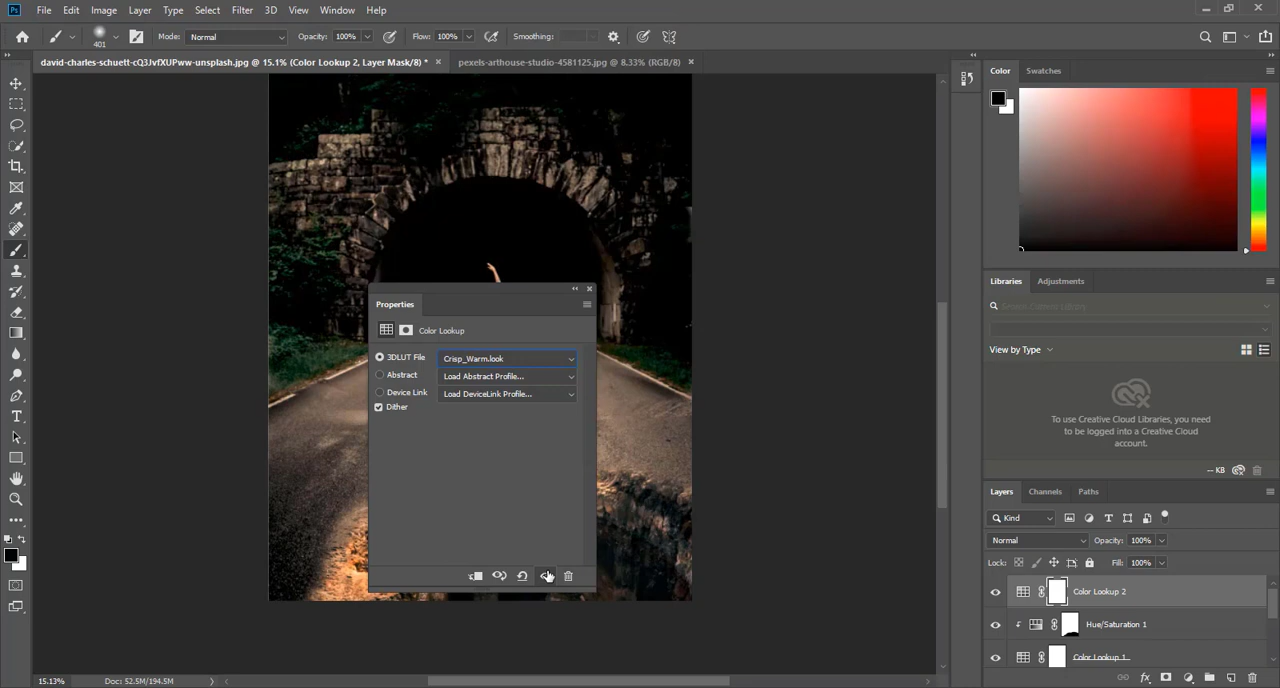 Ps File Edit Image Layer Type Select Filter 3D View Window Help
401 Mode: Normal Opacity: 100% Flow: 100% Smoothing:
david-charles-schuett-cQ3JvfXUPww-unsplash.jpg @ 15.1% (Color Lookup 2, Layer Mask/8) * × pexels-arthouse-studio-4581125.jpg @ 8.33% (RGB/8) ×
Color Swatches
Properties
Color Lookup
3DLUT File Crisp_Warm.look
Abstract Load Abstract Profile...
Device Link Load DeviceLink Profile...
Dither
Libraries Adjustments
View by Type
To use Creative Cloud Libraries, you
need to be logged into a Creative Cloud
account.
-- KB
Layers Channels Paths
Kind
Normal Opacity: 100%
Lock: Fill: 100%
Color Lookup 2
Hue/Saturation 1
Color Lookup 1
15.13% Doc: 52.5M/194.5M